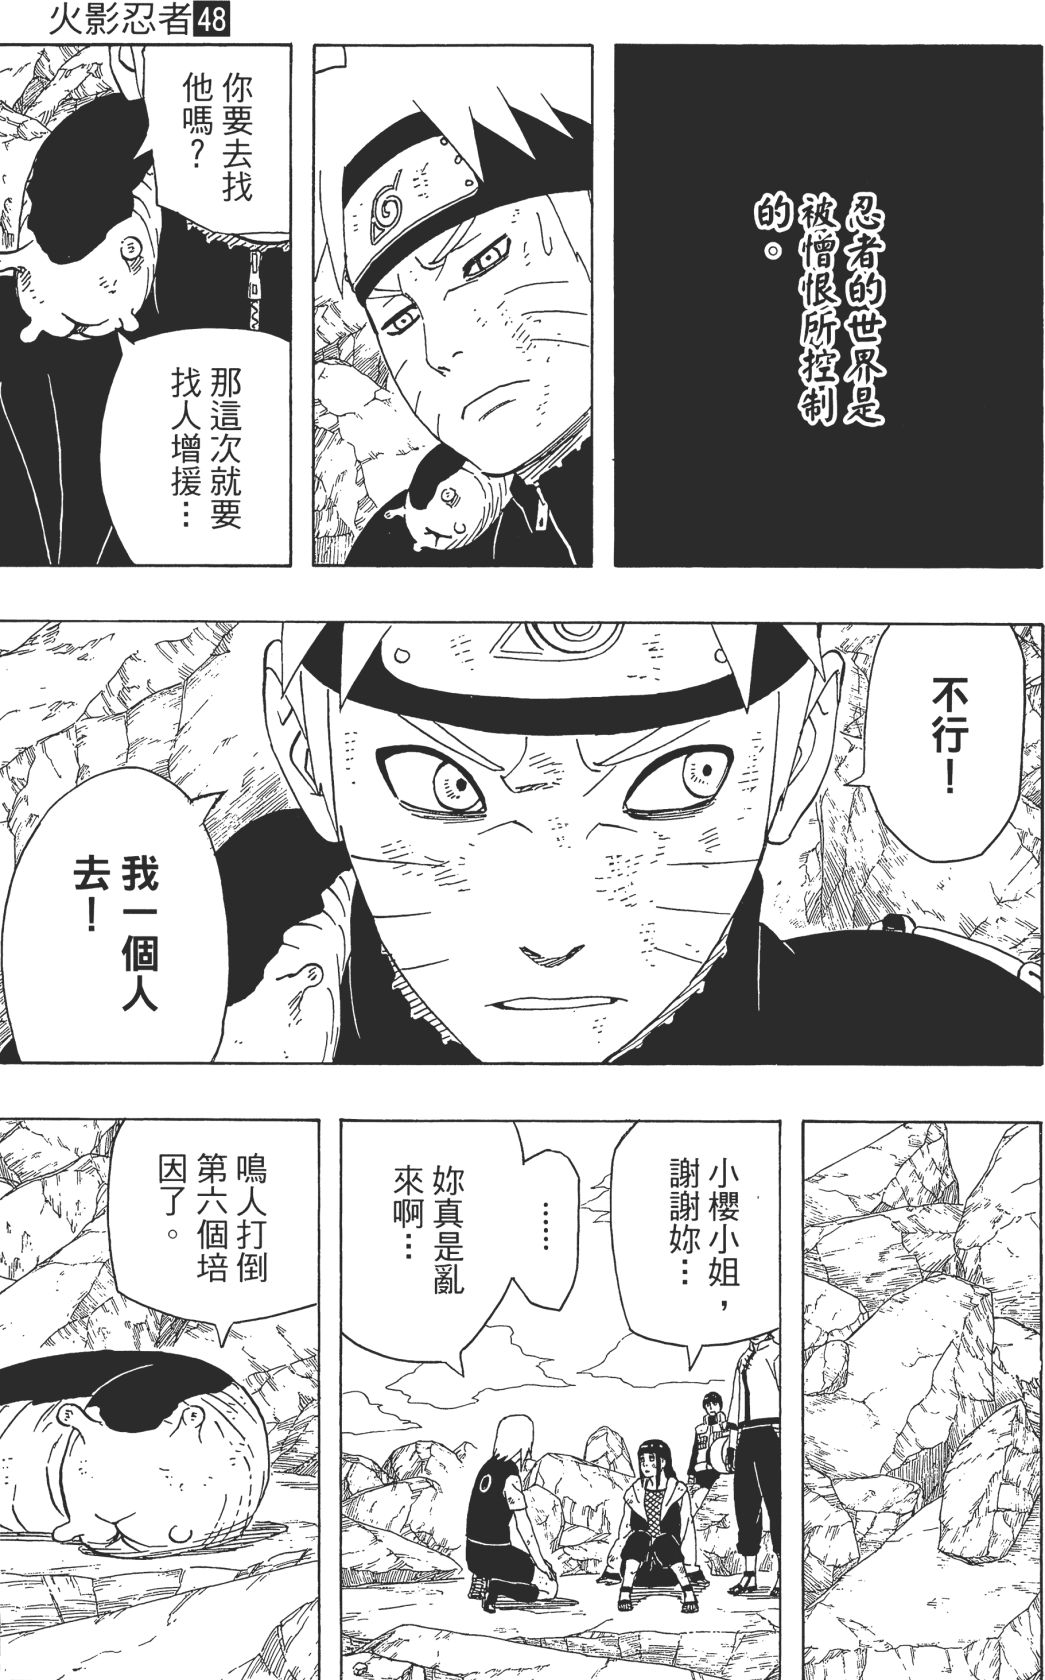 火影忍者48
忍者的世界是
被憎恨所控制
的。
你要去找
他嗎？
那這次就要
找人增援…
不行！
我一個人
去！
小櫻小姐，
謝謝妳…
……
妳真是亂
來啊…
鳴人打倒
第六個培
因了。